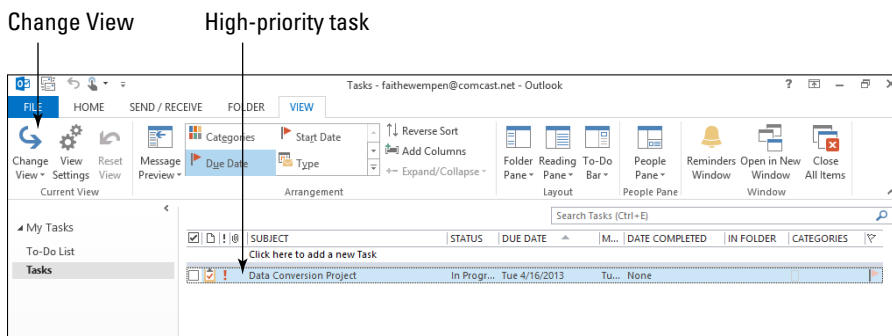 Change View High-priority task
Tasks - faithewempen@comcast.net - Outlook
FILE HOME SEND / RECEIVE FOLDER VIEW
Change View View Settings Reset View
Message Preview
Categories Start Date
Due Date Type
Reverse Sort
Add Columns
Expand/Collapse
Folder Pane Reading Pane To-Do Bar
People Pane
Reminders Window Open in New Window Close All Items
Current View Arrangement Layout People Pane Window
Search Tasks (Ctrl+E)
My Tasks
To-Do List
Tasks
SUBJECT STATUS DUE DATE M... DATE COMPLETED IN FOLDER CATEGORIES
Click here to add a new Task
Data Conversion Project In Progr... Tue 4/16/2013 Tu... None